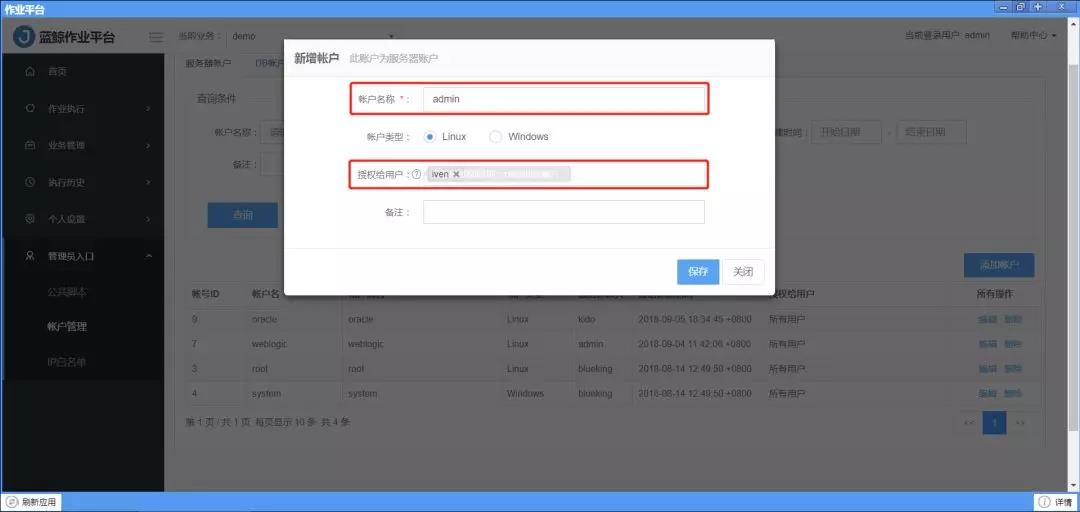 作业平台
蓝鲸作业平台
当前业务： demo
当前登录用户: admin 帮助中心
首页
作业执行
业务管理
执行历史
个人设置
管理员入口
公共脚本
帐户管理
IP白名单
服务器账户 DB帐户
查询条件
帐户名称：
开始日期 - 结束日期
备注：
查询
新增帐户 此账户为服务器账户
帐户名称 *： admin
帐户类型： Linux Windows
授权给用户： iven
备注：
保存 关闭
添加帐户
帐号ID 帐户名 授权给用户 所有操作
9 oracle oracle Linux kido 2018-09-05 18:34:45 +0800 所有用户 编辑 删除
7 weblogic weblogic Linux admin 2018-09-04 11:42:06 +0800 所有用户 编辑 删除
3 root root Linux blueking 2018-08-14 12:49:50 +0800 所有用户 编辑 删除
4 system system Windows blueking 2018-08-14 12:49:50 +0800 所有用户 编辑 删除
第 1 页 / 共 1 页 每页显示 10 条 共 4 条
<< 1 >>
刷新应用 详情